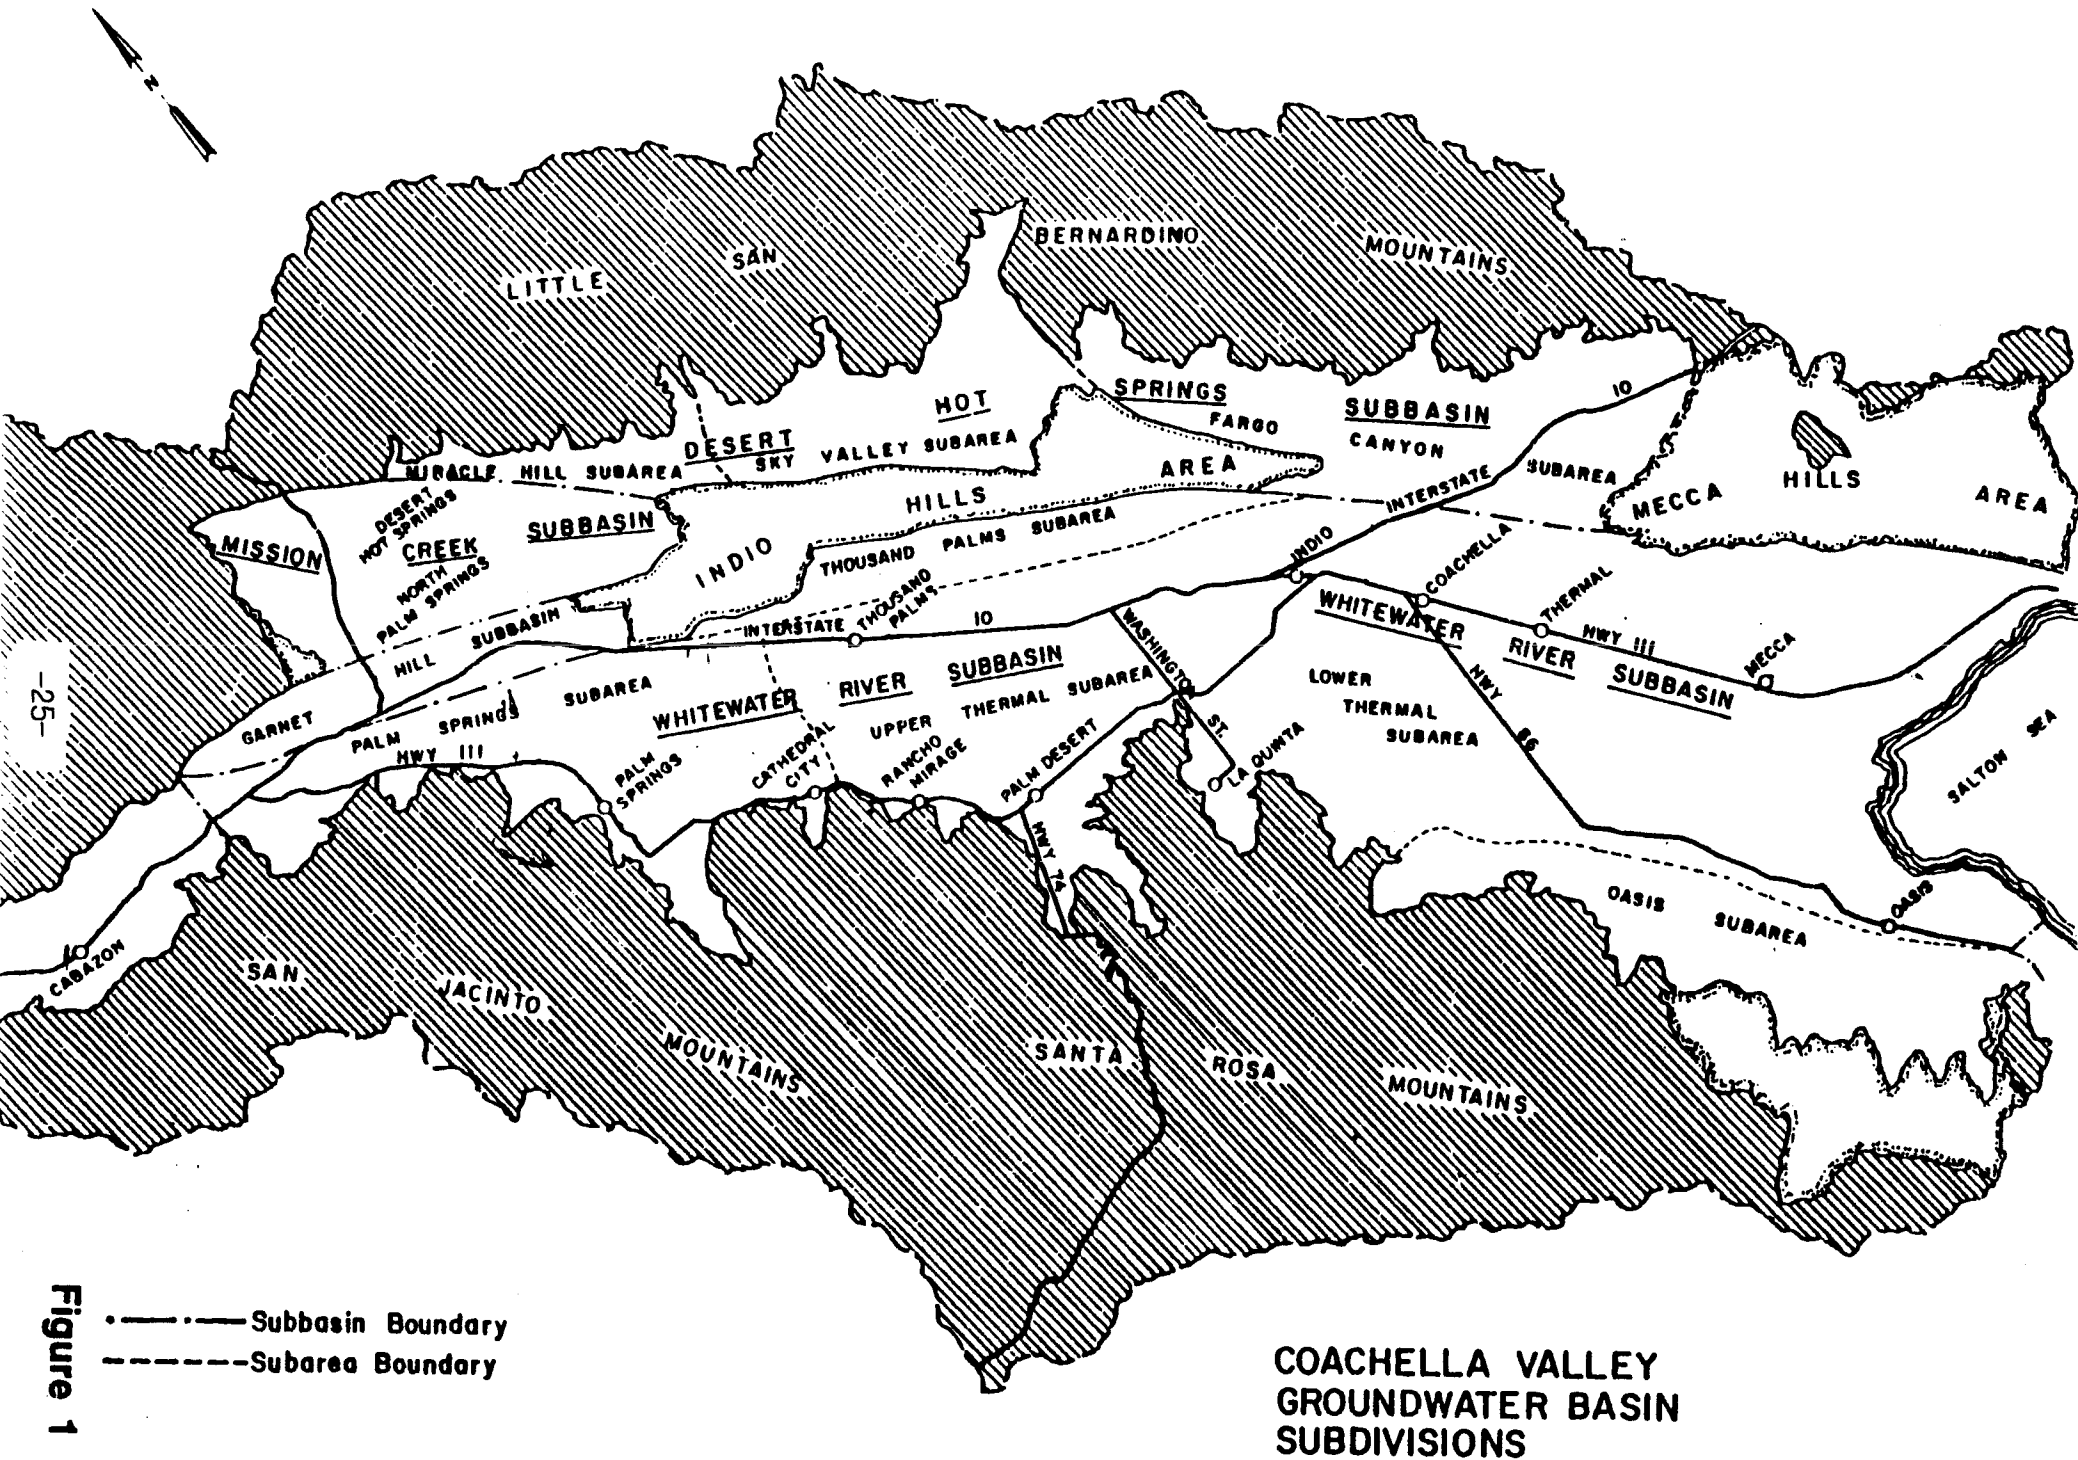 N
LITTLE SAN BERNARDINO MOUNTAINS
DESERT HOT SPRINGS SUBBASIN
MIRACLE HILL SUBAREA
SKY VALLEY SUBAREA
FARGO CANYON SUBAREA
10
INTERSTATE
MISSION CREEK SUBBASIN
DESERT
HOT SPRINGS
NORTH
PALM SPRINGS
INDIO HILLS AREA
MECCA HILLS AREA
THOUSAND PALMS SUBAREA
GARNET HILL SUBBASIN
INTERSTATE 10
THOUSAND
PALMS
INDIO
COACHELLA
THERMAL
MECCA
HWY 111
WHITEWATER RIVER SUBBASIN
PALM SPRINGS SUBAREA
HWY 111
WHITEWATER RIVER SUBBASIN
UPPER THERMAL SUBAREA
WASHINGTON ST.
LOWER
THERMAL
SUBAREA
HWY 86
PALM
SPRINGS
CATHEDRAL
CITY
RANCHO
MIRAGE
PALM DESERT
LA QUINTA
HWY 74
SALTON SEA
OASIS SUBAREA
OASIS
CABAZON
SAN JACINTO MOUNTAINS
SANTA ROSA MOUNTAINS
-25-
Figure 1
Subbasin Boundary
Subarea Boundary
COACHELLA VALLEY
GROUNDWATER BASIN
SUBDIVISIONS